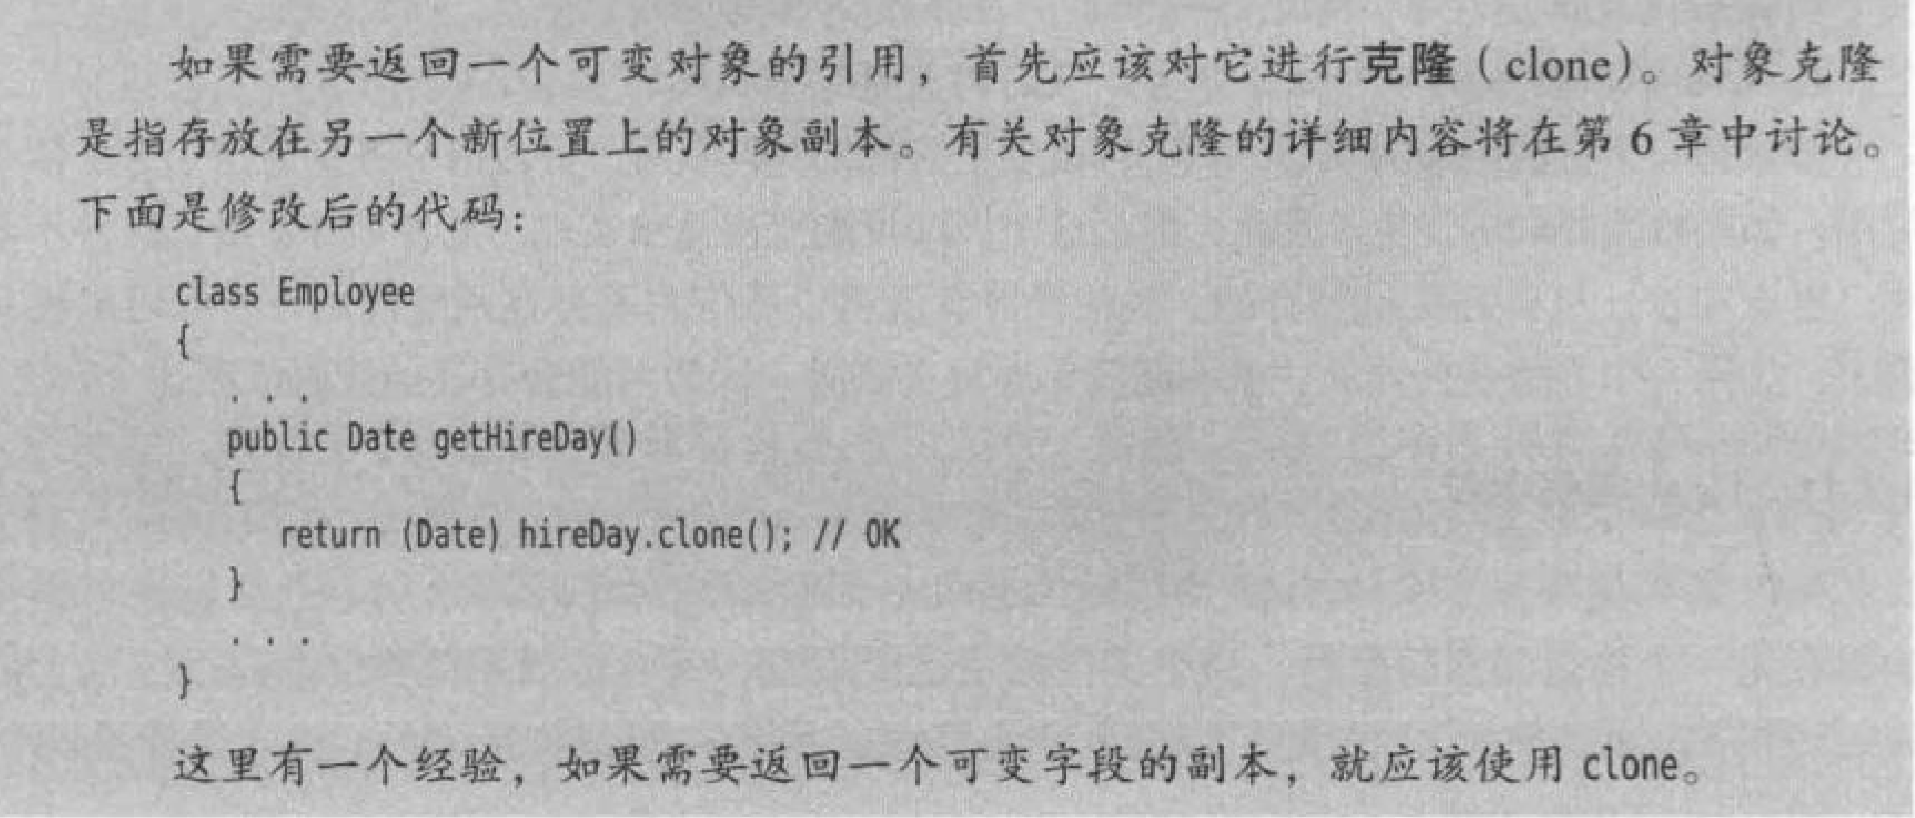 如果需要返回一个可变对象的引用，首先应该对它进行克隆（clone）。对象克隆
是指存放在另一个新位置上的对象副本。有关对象克隆的详细内容将在第 6 章中讨论。
下面是修改后的代码：
class Employee
{
. . .
public Date getHireDay()
{
return (Date) hireDay.clone(); // OK
}
. . .
}
这里有一个经验，如果需要返回一个可变字段的副本，就应该使用 clone。